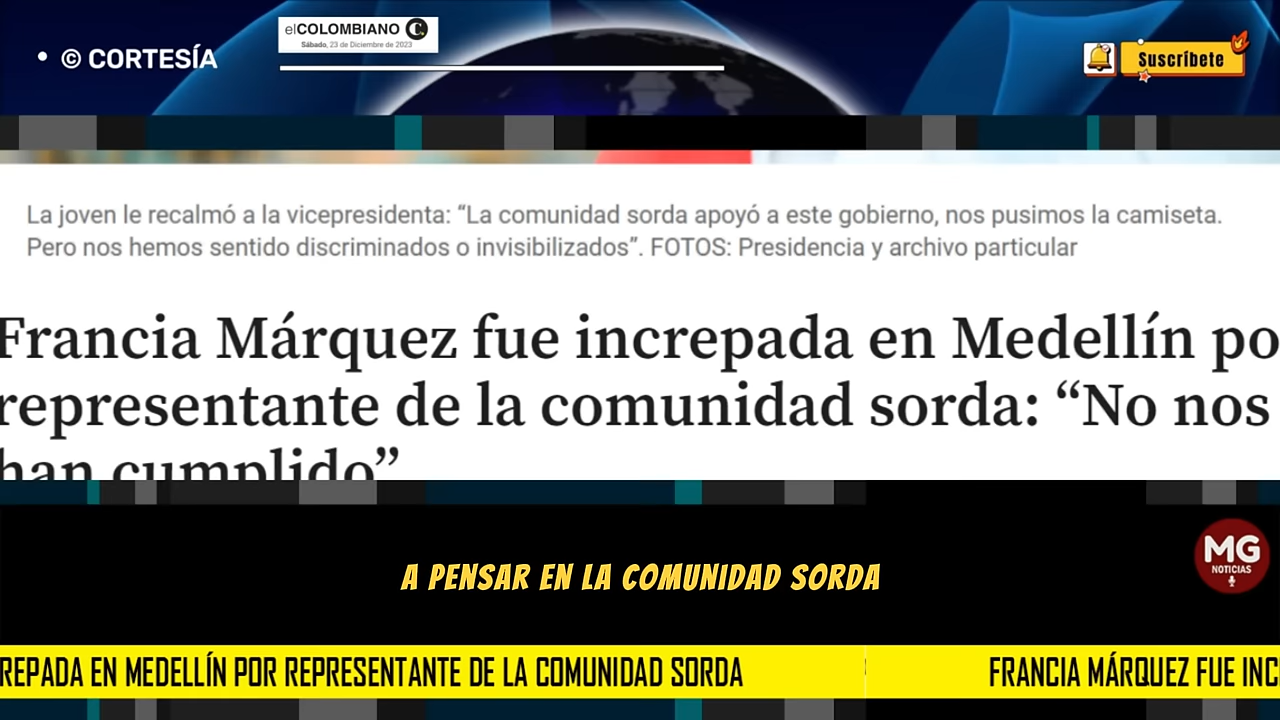 elCOLOMBIANO C
Sábado, 23 de Diciembre de 2023
© CORTESÍA
Suscríbete
La joven le recalmó a la vicepresidenta: “La comunidad sorda apoyó a este gobierno, nos pusimos la camiseta.
Pero nos hemos sentido discriminados o invisibilizados”. FOTOS: Presidencia y archivo particular
Francia Márquez fue increpada en Medellín po
representante de la comunidad sorda: “No nos
han cumplido”
MG
NOTICIAS
A PENSAR EN LA COMUNIDAD SORDA
REPADA EN MEDELLÍN POR REPRESENTANTE DE LA COMUNIDAD SORDA FRANCIA MÁRQUEZ FUE INC